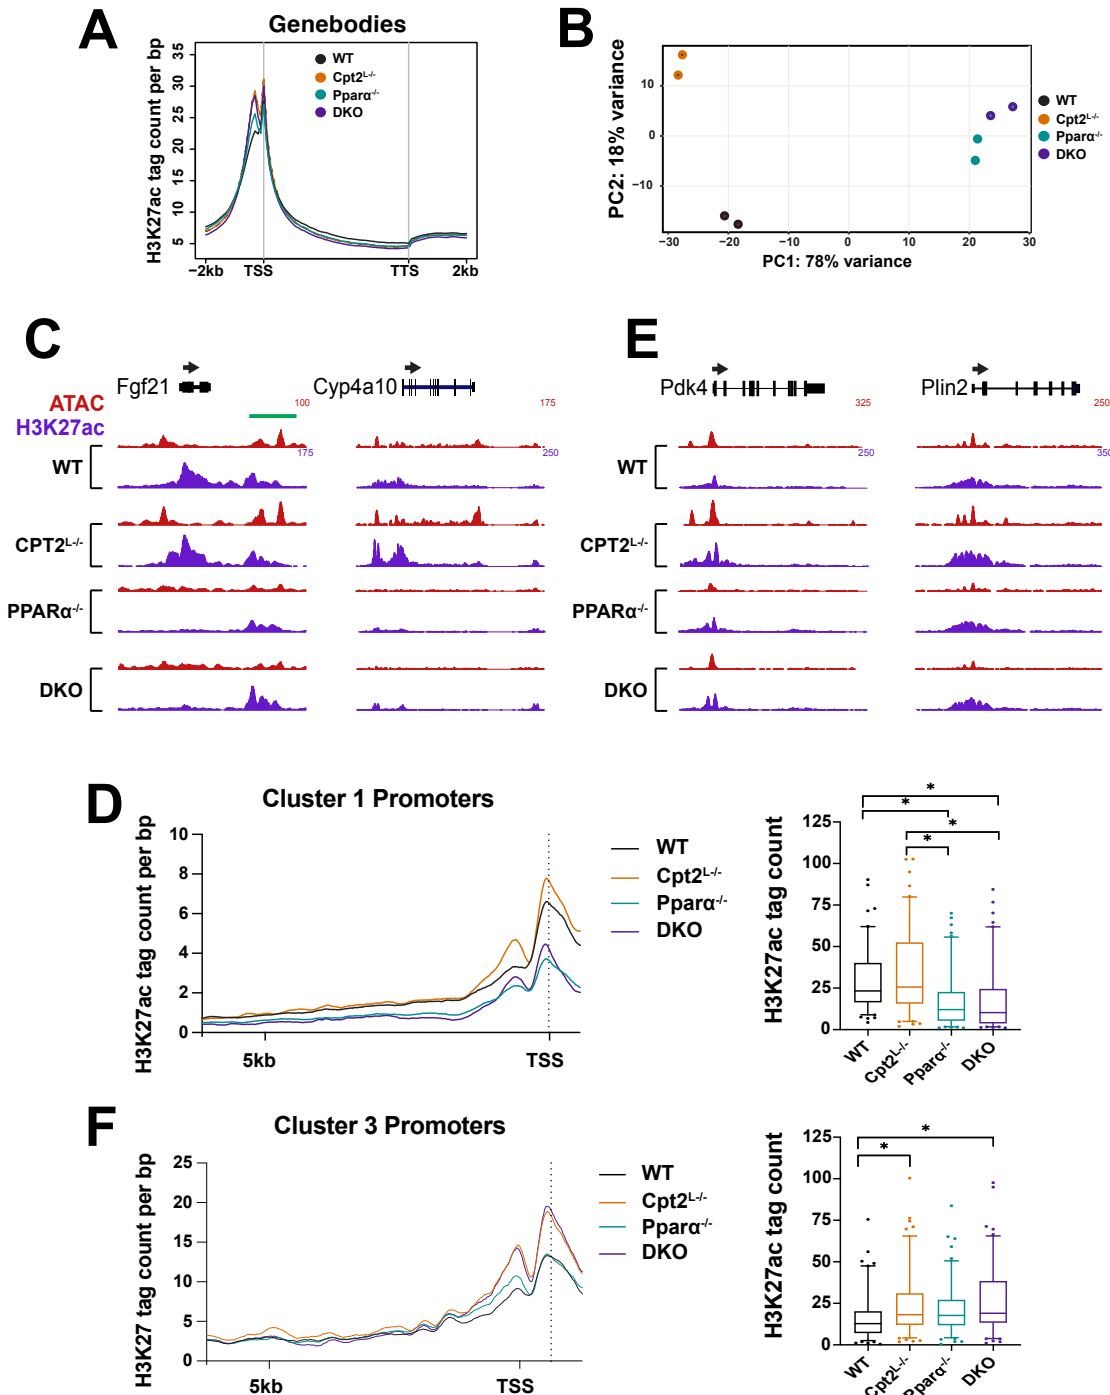 A
Genebodies
H3K27ac tag count per bp
35
30
25
20
15
10
5
WT
Cpt2L-/-
Pparα-/-
DKO
−2kb TSS TTS 2kb
B
PC2: 18% variance
10
0
−10
WT
Cpt2L-/-
Pparα-/-
DKO
−30 −20 −10 0 10 20 30
PC1: 78% variance
C
Fgf21 Cyp4a10
ATAC 100 175
H3K27ac 175 250
WT
CPT2L-/-
PPARα-/-
DKO
E
Pdk4 Plin2
325 250
250 350
WT
CPT2L-/-
PPARα-/-
DKO
D
Cluster 1 Promoters
H3K27ac tag count per bp
10
8
6
4
2
0
5kb TSS
WT
Cpt2L-/-
Pparα-/-
DKO
H3K27ac tag count
125
100
75
50
25
0
*
*
*
*
WT Cpt2L-/- Pparα-/- DKO
F
Cluster 3 Promoters
H3K27 tag count per bp
25
20
15
10
5
0
5kb TSS
WT
Cpt2L-/-
Pparα-/-
DKO
H3K27ac tag count
125
100
75
50
25
0
*
*
WT Cpt2L-/- Pparα-/- DKO